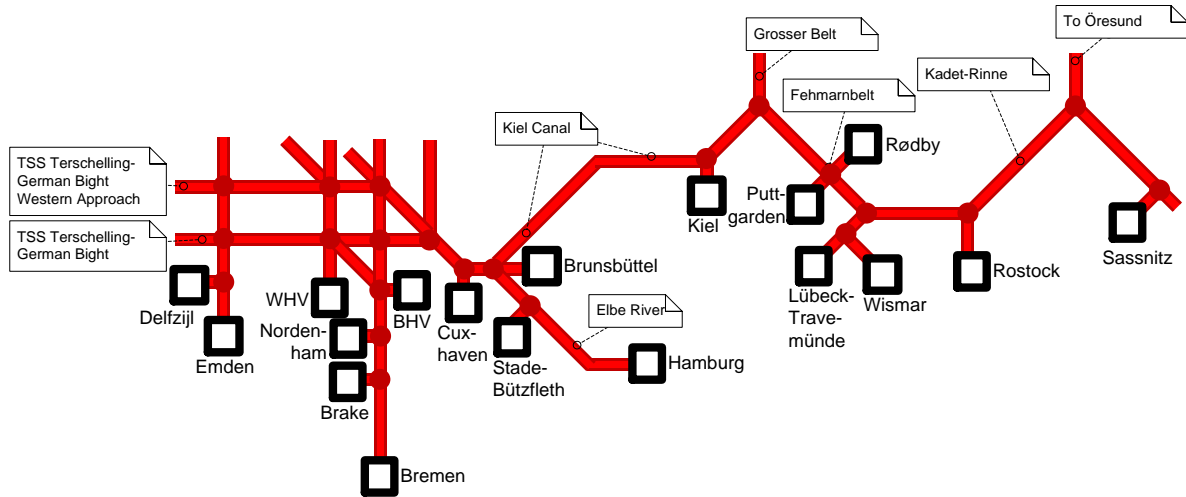 To Öresund
Grosser Belt
Kadet-Rinne
Fehmarnbelt
Kiel Canal
TSS Terschelling-
German Bight
Western Approach
TSS Terschelling-
German Bight
Rødby
Putt-
garden
Kiel
Sassnitz
Brunsbüttel
Rostock
Lübeck-
Trave-
münde
Wismar
Delfzijl
WHV
BHV
Cux-
haven
Elbe River
Norden-
ham
Emden
Stade-
Bützfleth
Hamburg
Brake
Bremen